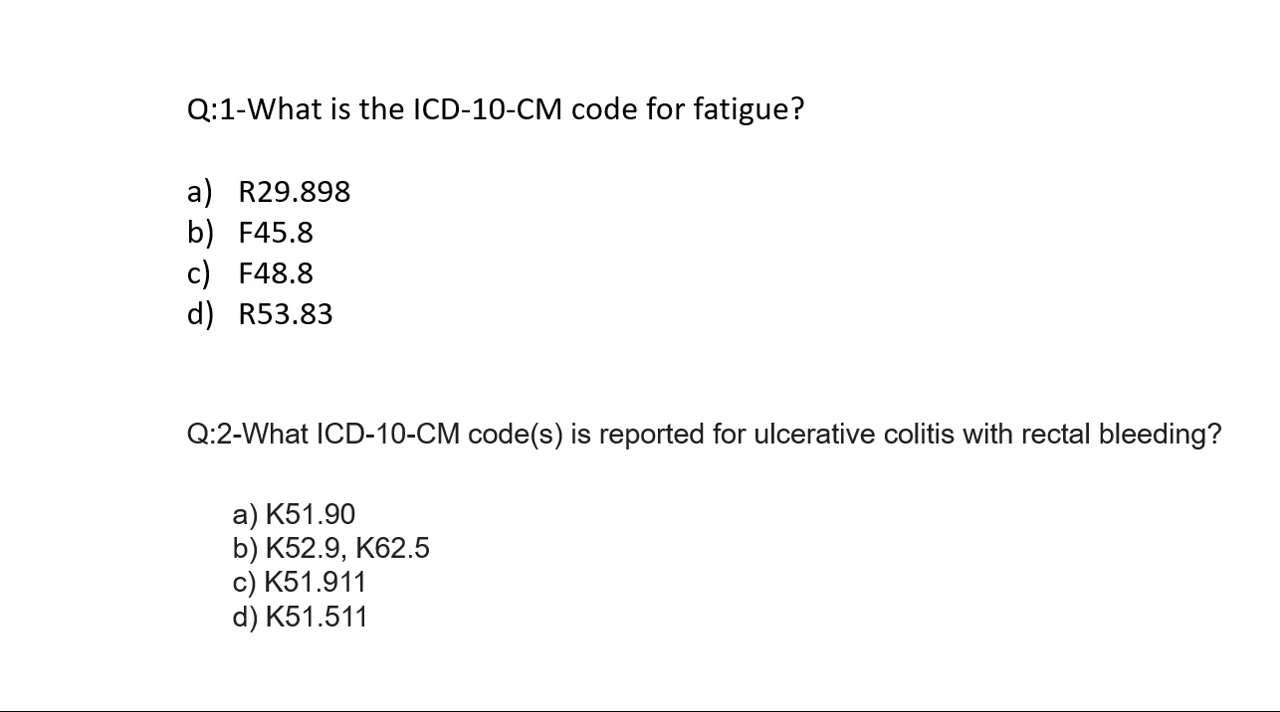 Q:1-What is the ICD-10-CM code for fatigue?
a) R29.898
b) F45.8
c) F48.8
d) R53.83
Q:2-What ICD-10-CM code(s) is reported for ulcerative colitis with rectal bleeding?
a) K51.90
b) K52.9, K62.5
c) K51.911
d) K51.511